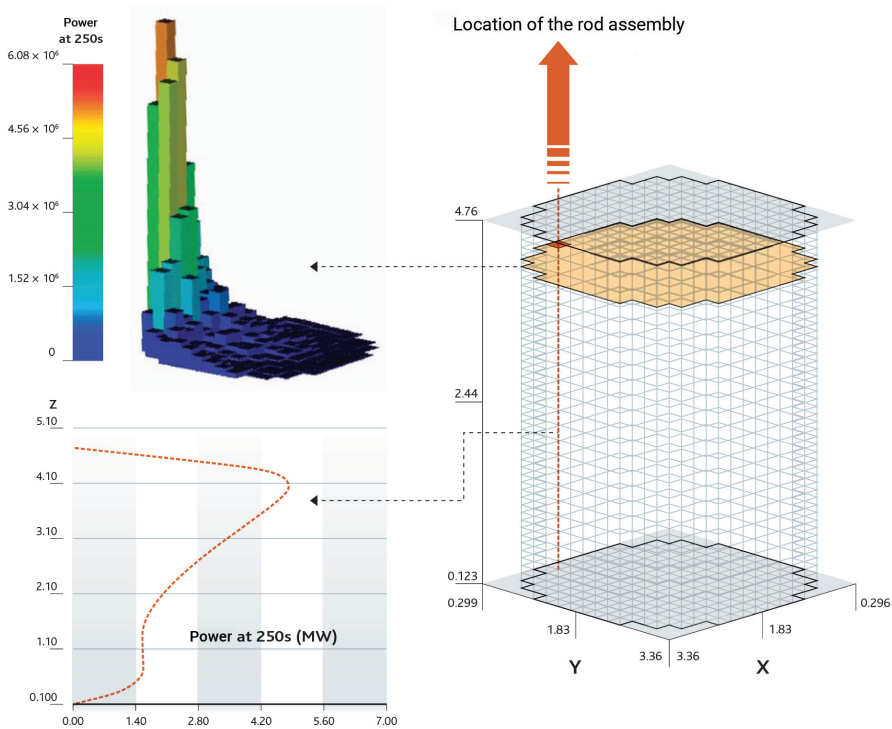 Power
at 250s
6.08 × 10⁶
4.56 × 10⁶
3.04 × 10⁶
1.52 × 10⁶
0
Location of the rod assembly
4.76
2.44
0.123
0.299
1.83
3.36
3.36
1.83
0.296
Y
X
Z
5.10
4.10
3.10
2.10
1.10
0.100
Power at 250s (MW)
0.00
1.40
2.80
4.20
5.60
7.00